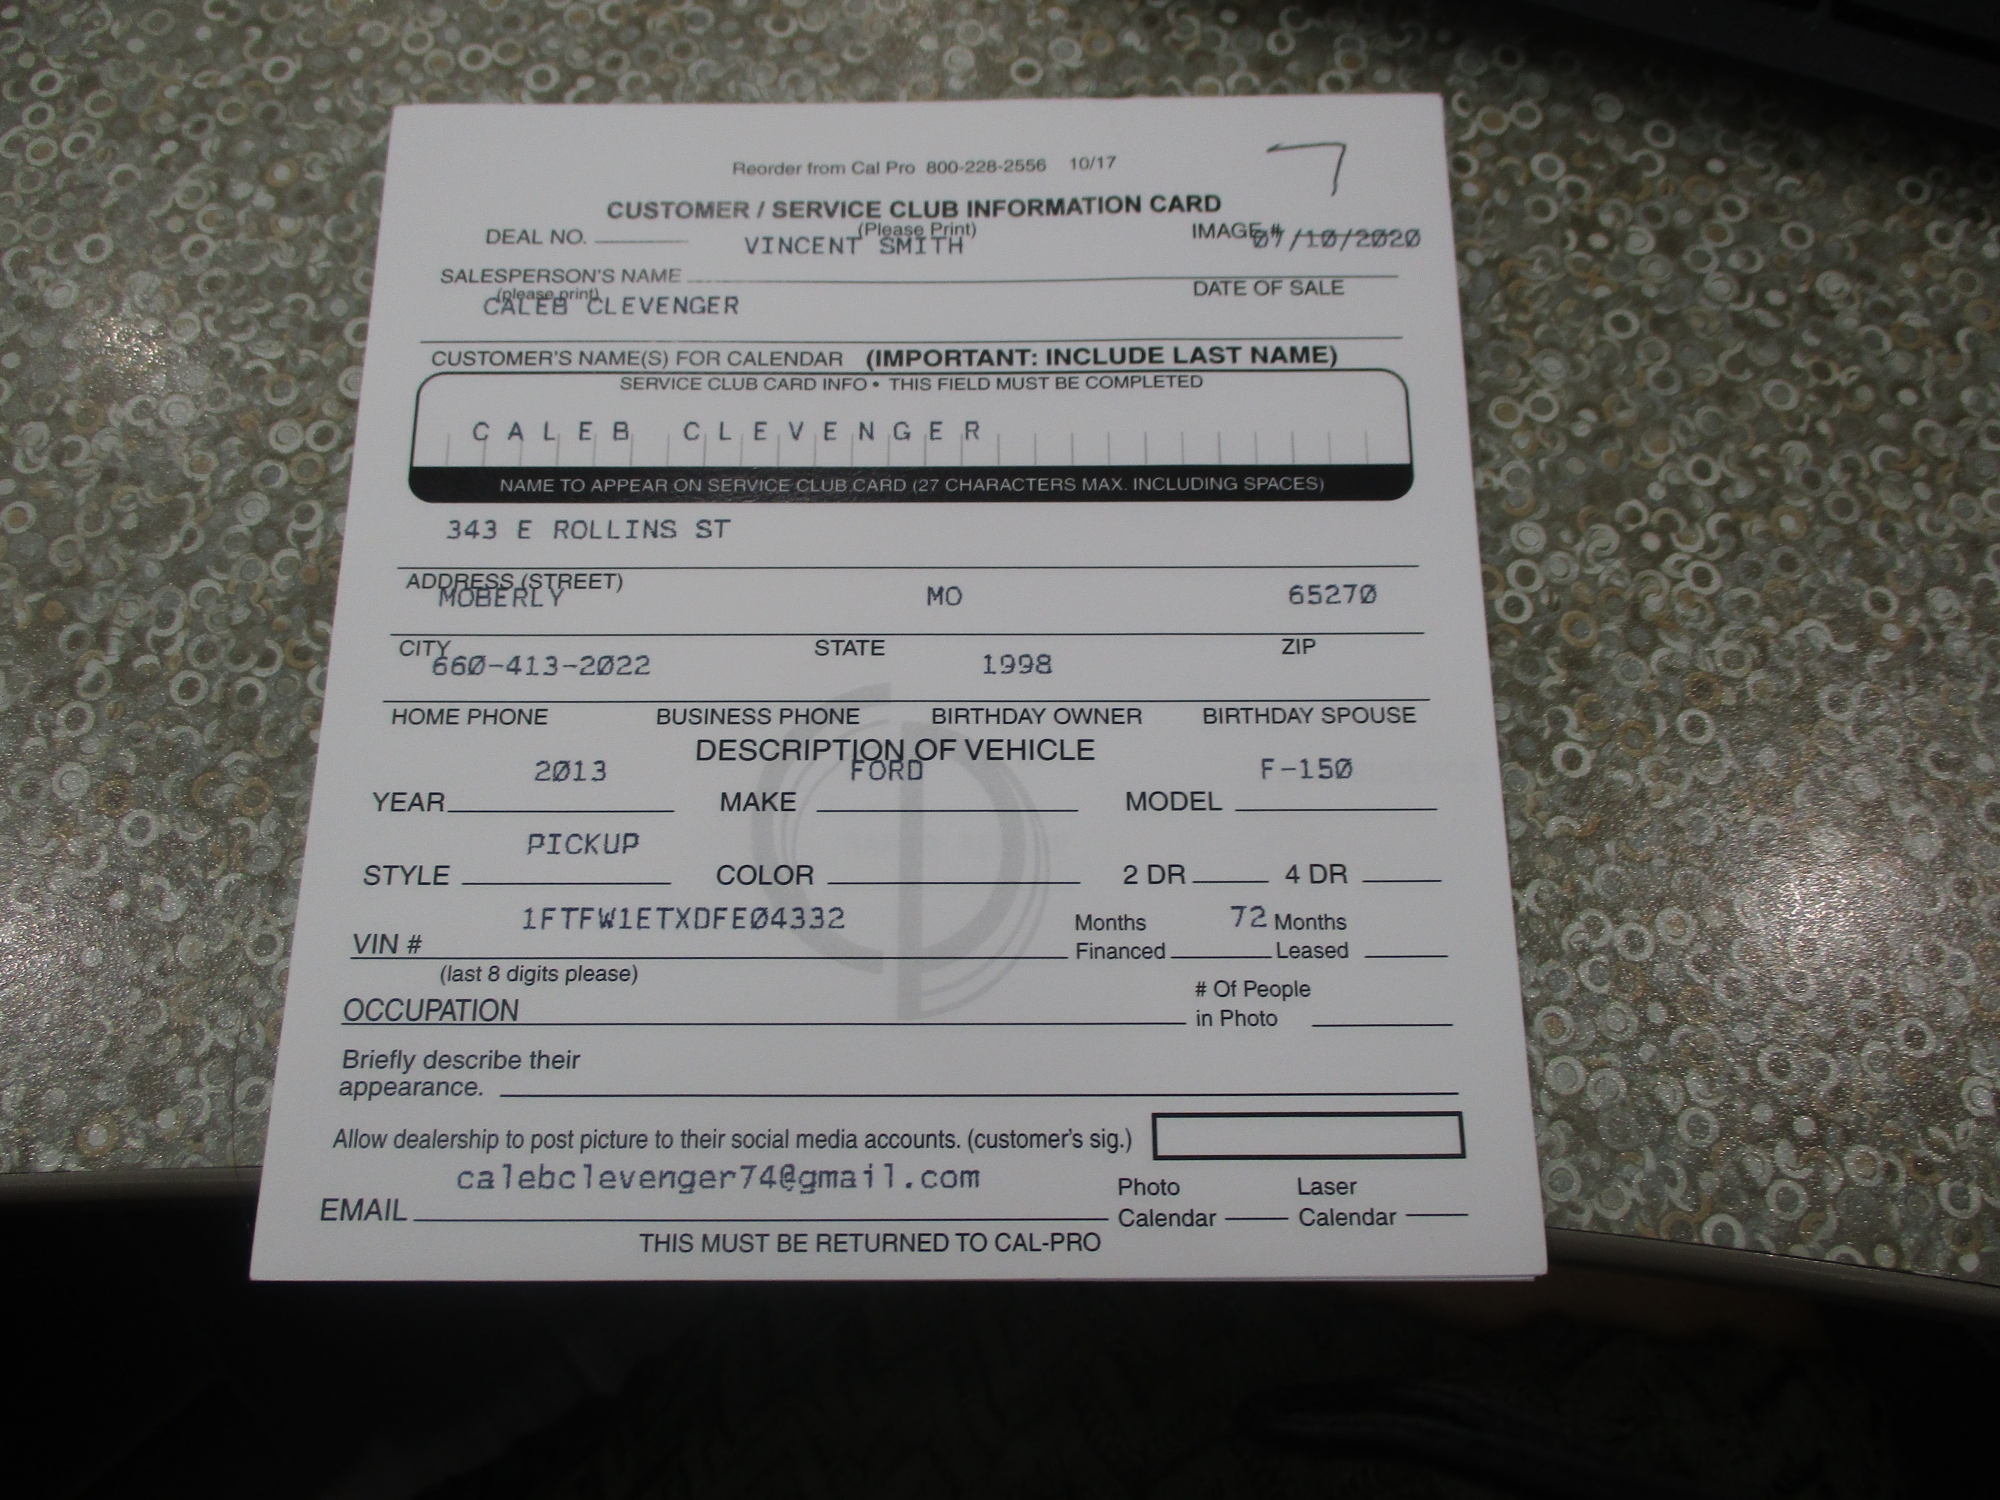 7
Reorder from Cal Pro 800-228-2556 10/17
CUSTOMER / SERVICE CLUB INFORMATION CARD
(Please Print)
DEAL NO. VINCENT SMITH IMAGE # 07/10/2020
SALESPERSON'S NAME DATE OF SALE
(please print)
CALEB CLEVENGER
CUSTOMER'S NAME(S) FOR CALENDAR (IMPORTANT: INCLUDE LAST NAME)
SERVICE CLUB CARD INFO • THIS FIELD MUST BE COMPLETED
CALEB CLEVENGER
NAME TO APPEAR ON SERVICE CLUB CARD (27 CHARACTERS MAX. INCLUDING SPACES)
343 E ROLLINS ST
ADDRESS (STREET)
MOBERLY MO 65270
CITY STATE ZIP
660-413-2022 1998
HOME PHONE BUSINESS PHONE BIRTHDAY OWNER BIRTHDAY SPOUSE
DESCRIPTION OF VEHICLE
2013 FORD F-150
YEAR MAKE MODEL
PICKUP
STYLE COLOR 2 DR 4 DR
1FTFW1ETXDFE04332 Months 72 Months
VIN # Financed Leased
(last 8 digits please)
# Of People
OCCUPATION in Photo
Briefly describe their
appearance.
Allow dealership to post picture to their social media accounts. (customer's sig.)
calebclevenger74@gmail.com Photo Laser
EMAIL Calendar Calendar
THIS MUST BE RETURNED TO CAL-PRO